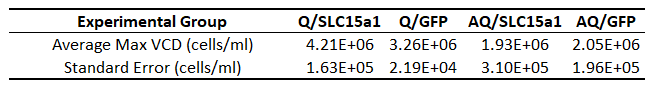 Experimental Group Q/SLC15a1 Q/GFP AQ/SLC15a1 AQ/GFP
Average Max VCD (cells/ml) 4.21E+06 3.26E+06 1.93E+06 2.05E+06
Standard Error (cells/ml) 1.63E+05 2.19E+04 3.10E+05 1.96E+05